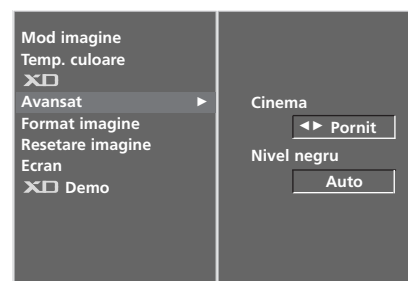 Mod imagine
Temp. culoare
XD
Avansat ►
Format imagine
Resetare imagine
Ecran
XD Demo
Cinema
◄► Pornit
Nivel negru
Auto